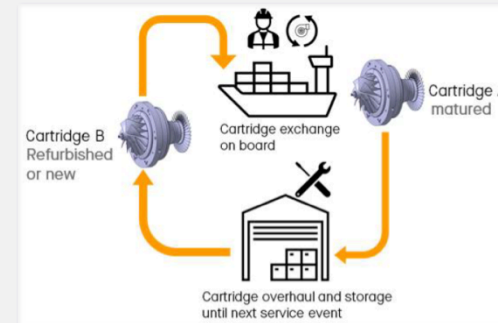 Cartridge exchange
on board
Cartridge
matured
Cartridge B
Refurbished
or new
Cartridge overhaul and storage
until next service event